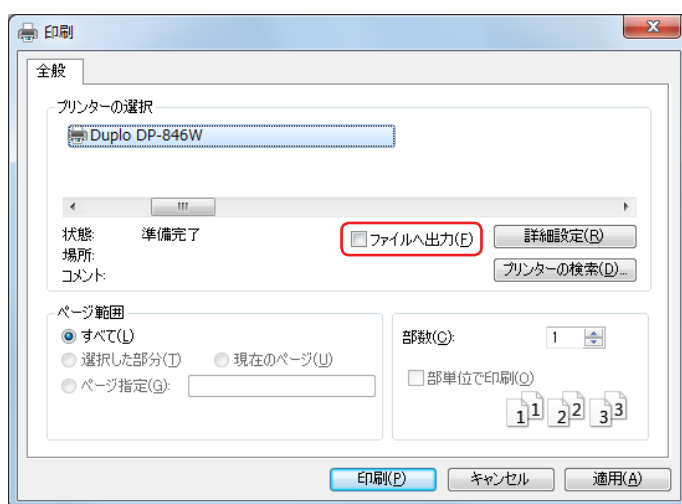 印刷
全般
プリンターの選択
Duplo DP-846W
状態: 準備完了
場所:
コメント:
ファイルへ出力(F)
詳細設定(R)
プリンターの検索(D)...
ページ範囲
すべて(L)
選択した部分(T) 現在のページ(U)
ページ指定(G):
部数(C): 1
部単位で印刷(O)
1 1 2 2 3 3
印刷(P) キャンセル 適用(A)